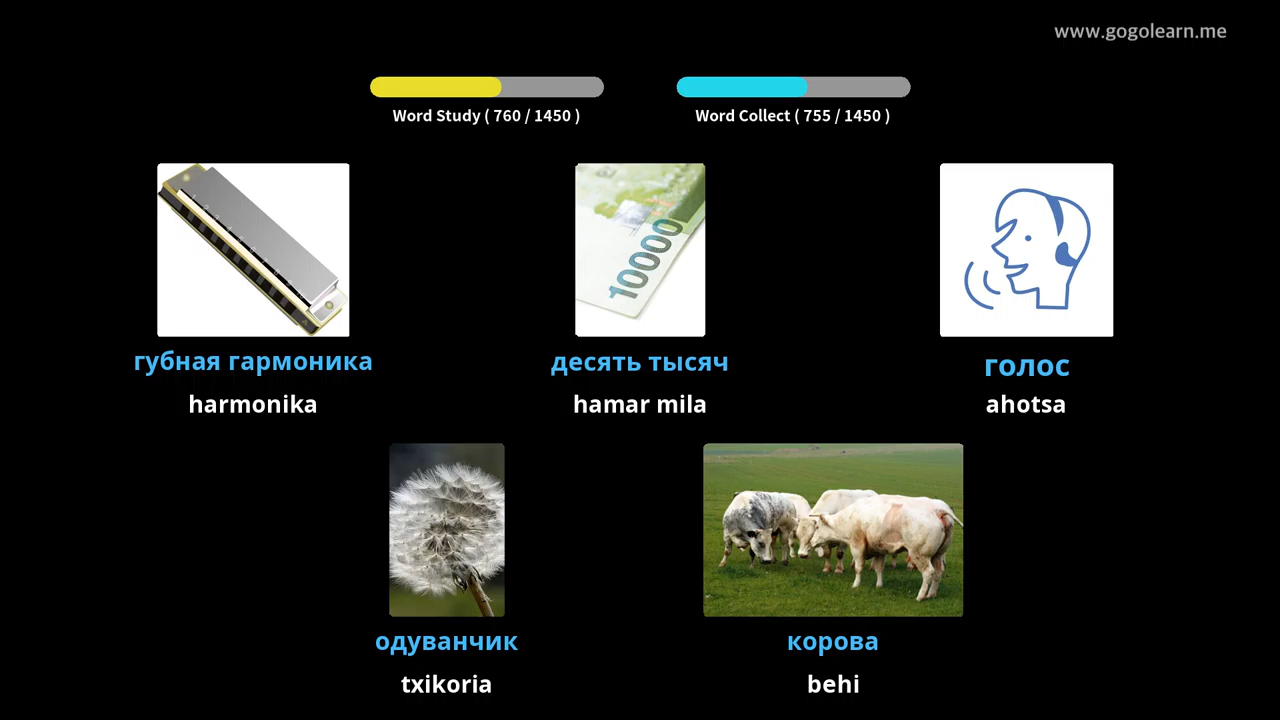 www.gogolearn.me
Word Study ( 760 / 1450 )
Word Collect ( 755 / 1450 )
10000
губная гармоника
harmonika
десять тысяч
hamar mila
голос
ahotsa
одуванчик
txikoria
корова
behi